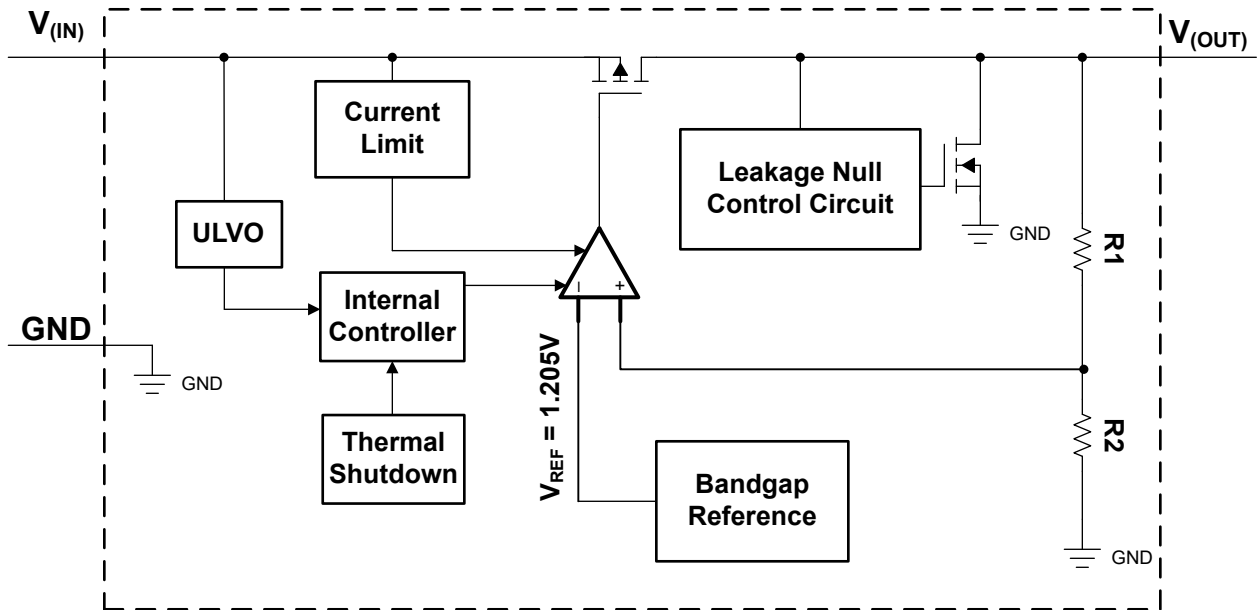 V(IN)
V(OUT)
Current
Limit
Leakage Null
Control Circuit
ULVO
GND
R1
Internal
Controller
GND
GND
VREF = 1.205V
Thermal
Shutdown
R2
Bandgap
Reference
GND
- +